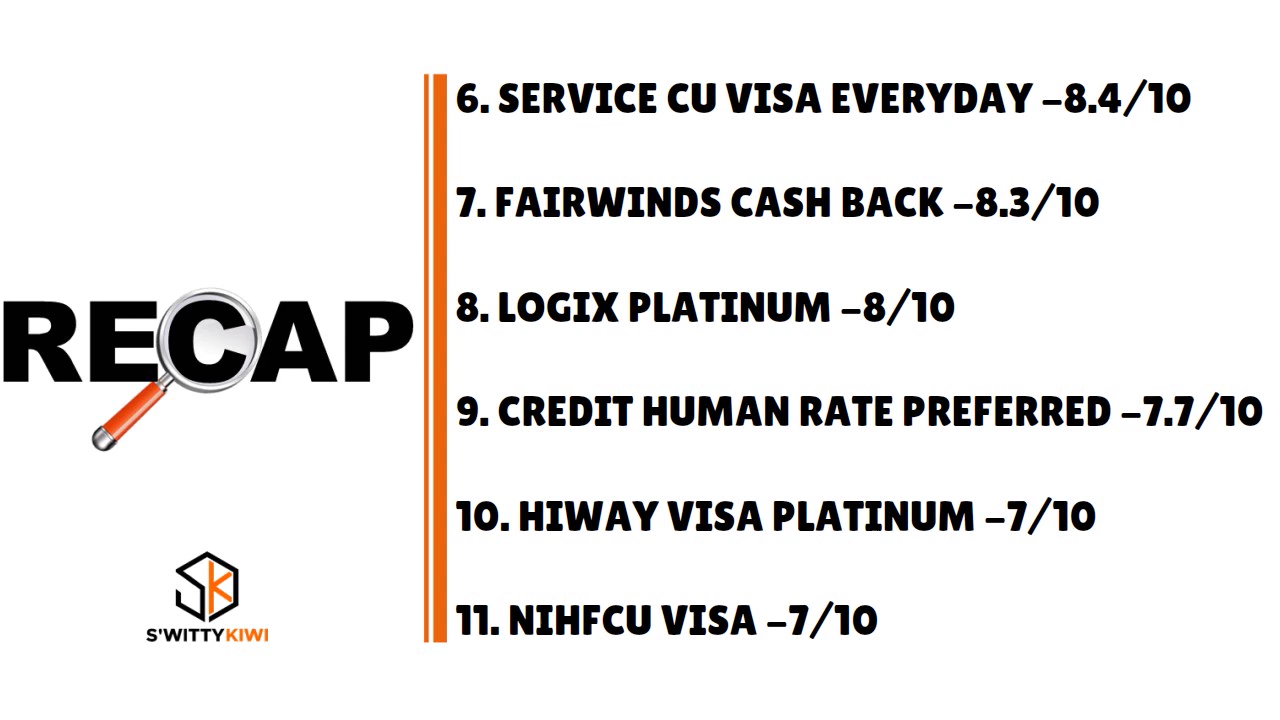 RECAP
S'WITTYKIWI
6. SERVICE CU VISA EVERYDAY –8.4/10
7. FAIRWINDS CASH BACK –8.3/10
8. LOGIX PLATINUM –8/10
9. CREDIT HUMAN RATE PREFERRED –7.7/10
10. HIWAY VISA PLATINUM –7/10
11. NIHFCU VISA –7/10